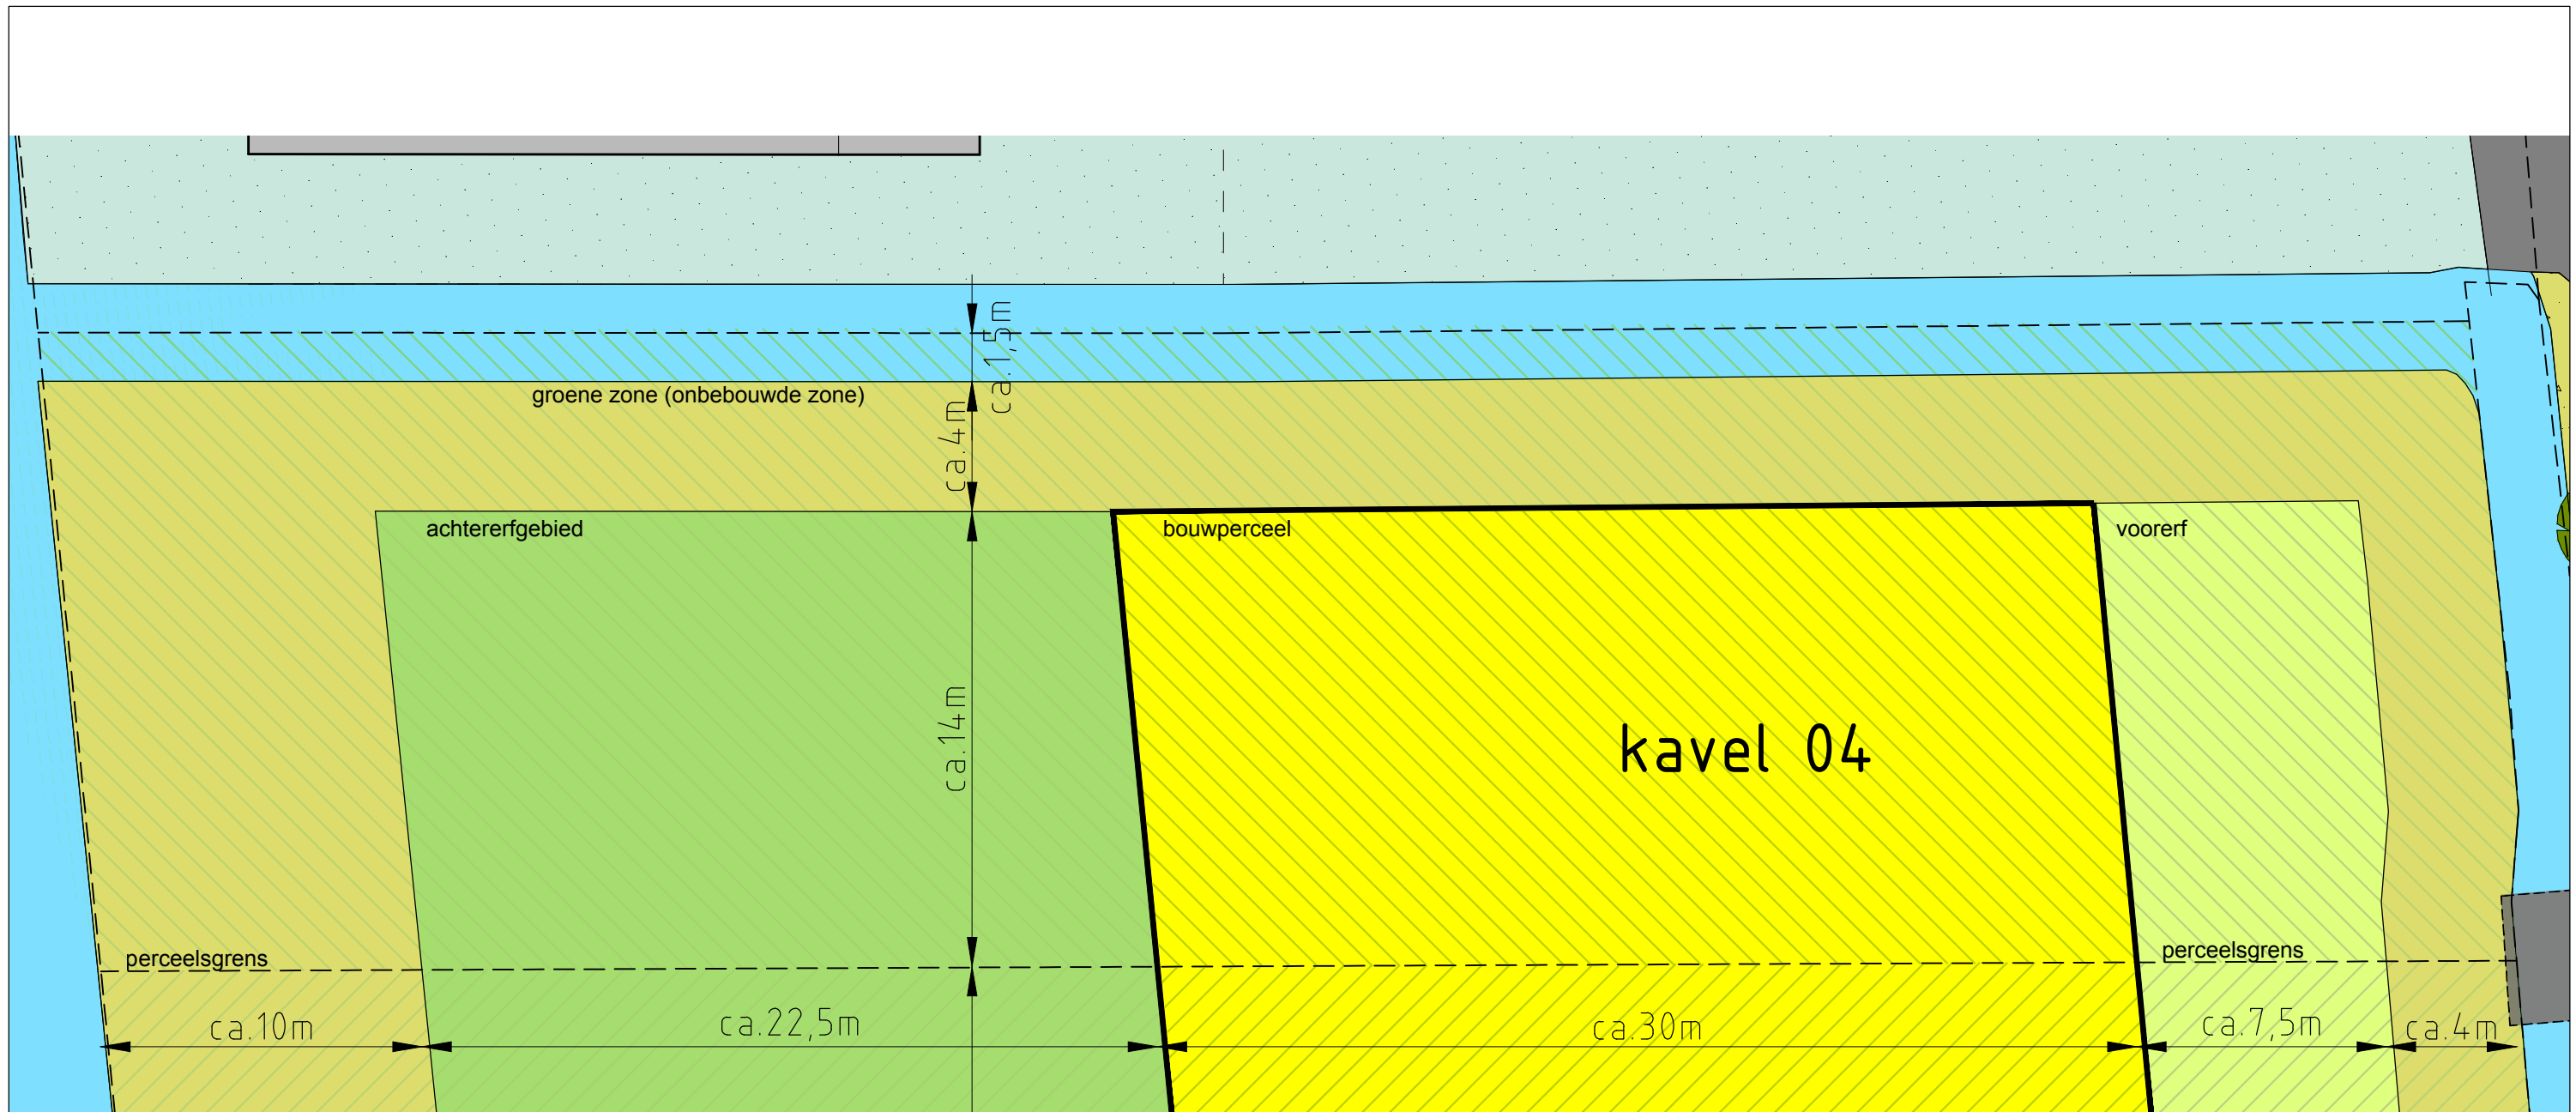 ca.1,5m
groene zone (onbebouwde zone)
ca.4m
achtererfgebied
bouwperceel
voorerf
ca.14m
kavel 04
perceelsgrens
perceelsgrens
ca.10m
ca.22,5m
ca.30m
ca.7,5m
ca.4m